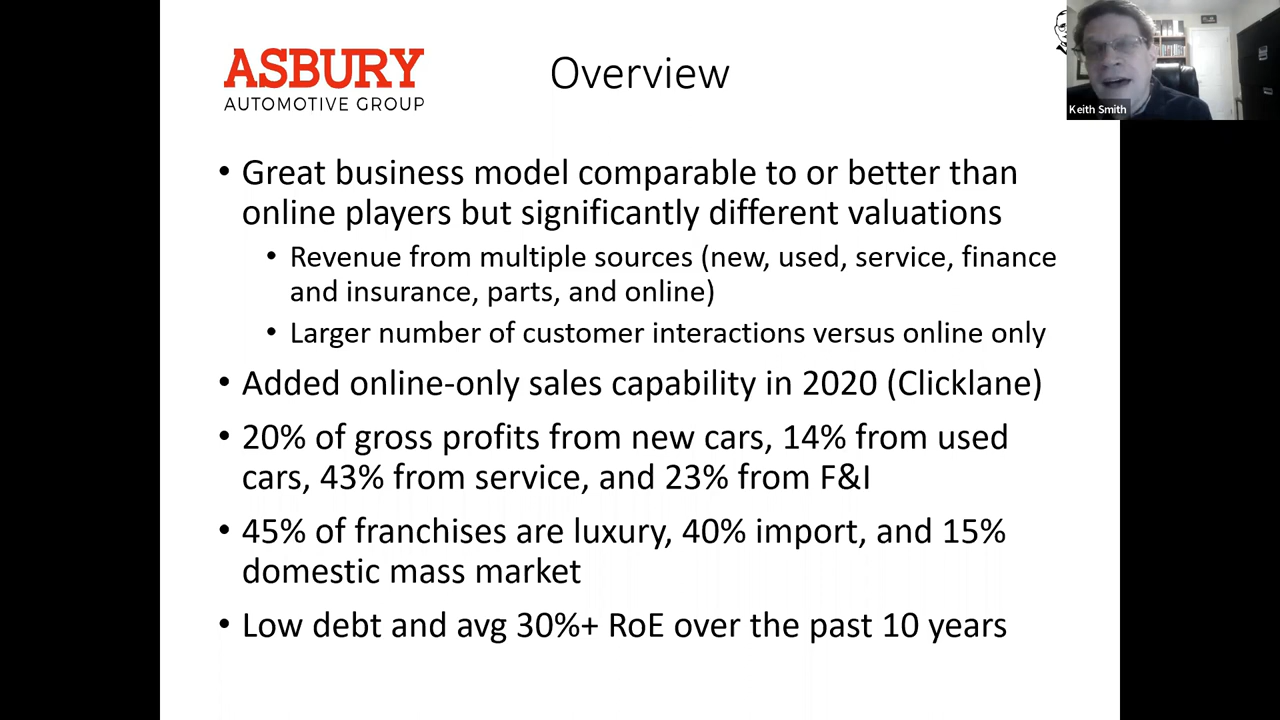 ASBURY
AUTOMOTIVE GROUP
Overview
Keith Smith
• Great business model comparable to or better than
online players but significantly different valuations
• Revenue from multiple sources (new, used, service, finance
and insurance, parts, and online)
• Larger number of customer interactions versus online only
• Added online-only sales capability in 2020 (Clicklane)
• 20% of gross profits from new cars, 14% from used
cars, 43% from service, and 23% from F&I
• 45% of franchises are luxury, 40% import, and 15%
domestic mass market
• Low debt and avg 30%+ RoE over the past 10 years